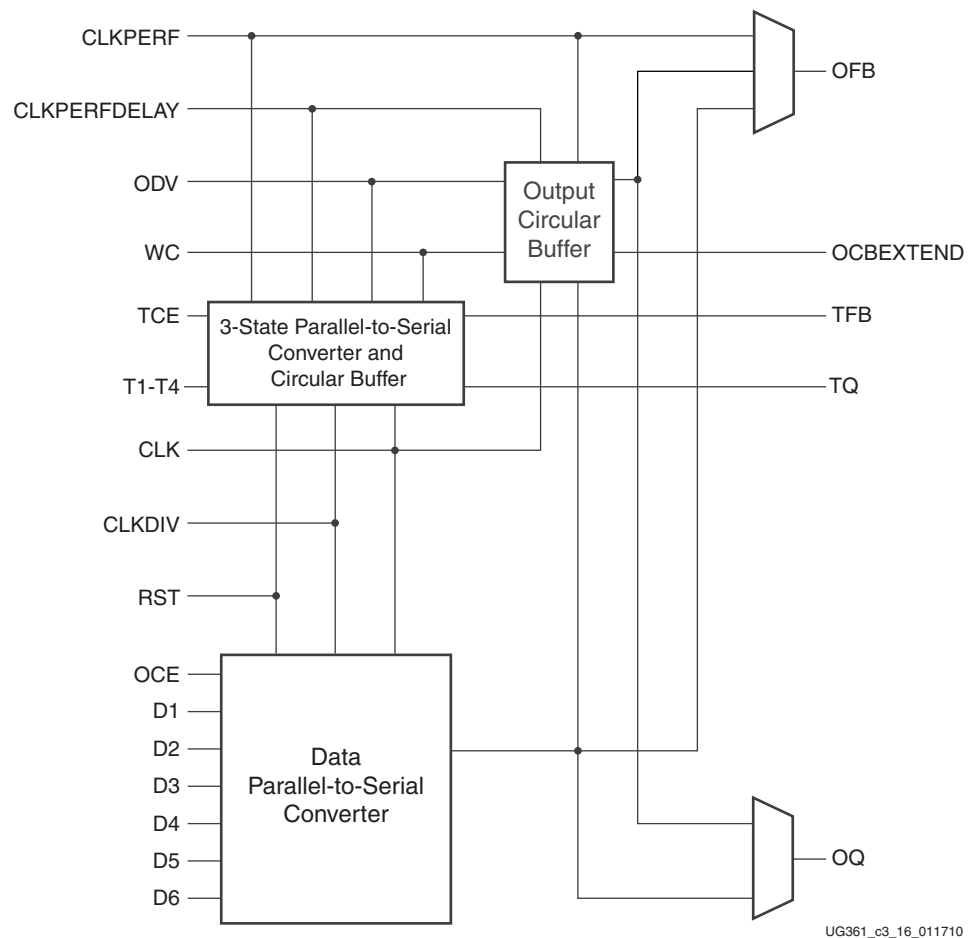 CLKPERF
OFB
CLKPERFDELAY
ODV
Output
Circular
Buffer
WC
OCBEXTEND
TCE
3-State Parallel-to-Serial
Converter and
Circular Buffer
TFB
T1-T4
TQ
CLK
CLKDIV
RST
OCE
D1
D2
D3
D4
D5
D6
Data
Parallel-to-Serial
Converter
OQ
UG361_c3_16_011710